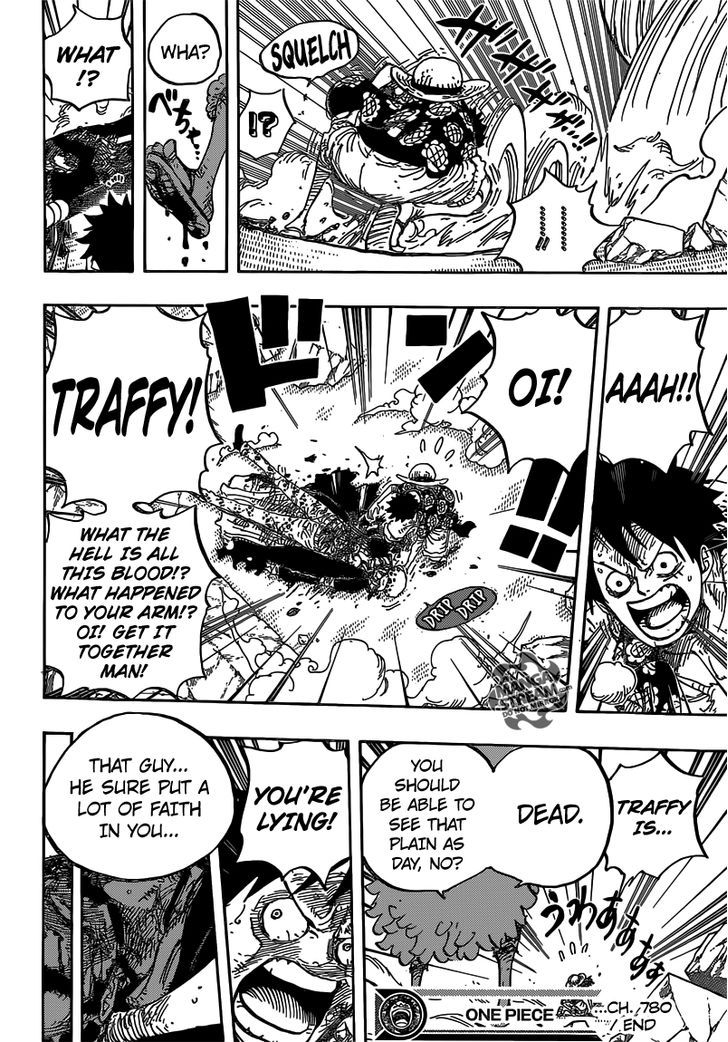 SQUELCH
!?
!!
!!
WHA?
べちゃ…
WHAT
!?
AAAH!!
!!
OI!
ドン
TRAFFY!
WHAT THE
HELL IS ALL
THIS BLOOD!?
WHAT HAPPENED
TO YOUR ARM!?
OI! GET IT
TOGETHER
MAN!
DRIP
DRIP
MANGA
STREAM
TRAFFY
IS...
DEAD.
YOU
SHOULD
BE ABLE TO
SEE THAT
PLAIN AS
DAY, NO?
うわあああ
YOU'RE
LYING!
THAT GUY...
HE SURE PUT A
LOT OF FAITH
IN YOU...
ONE PIECE
...CH. 780
/ END